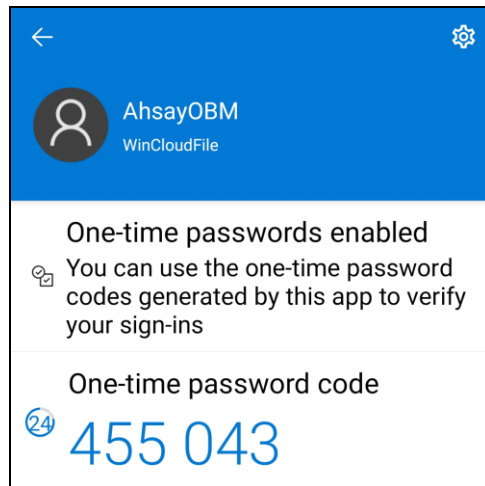 AhsayOBM
WinCloudFile
One-time passwords enabled
You can use the one-time password
codes generated by this app to verify
your sign-ins
One-time password code
24
455 043